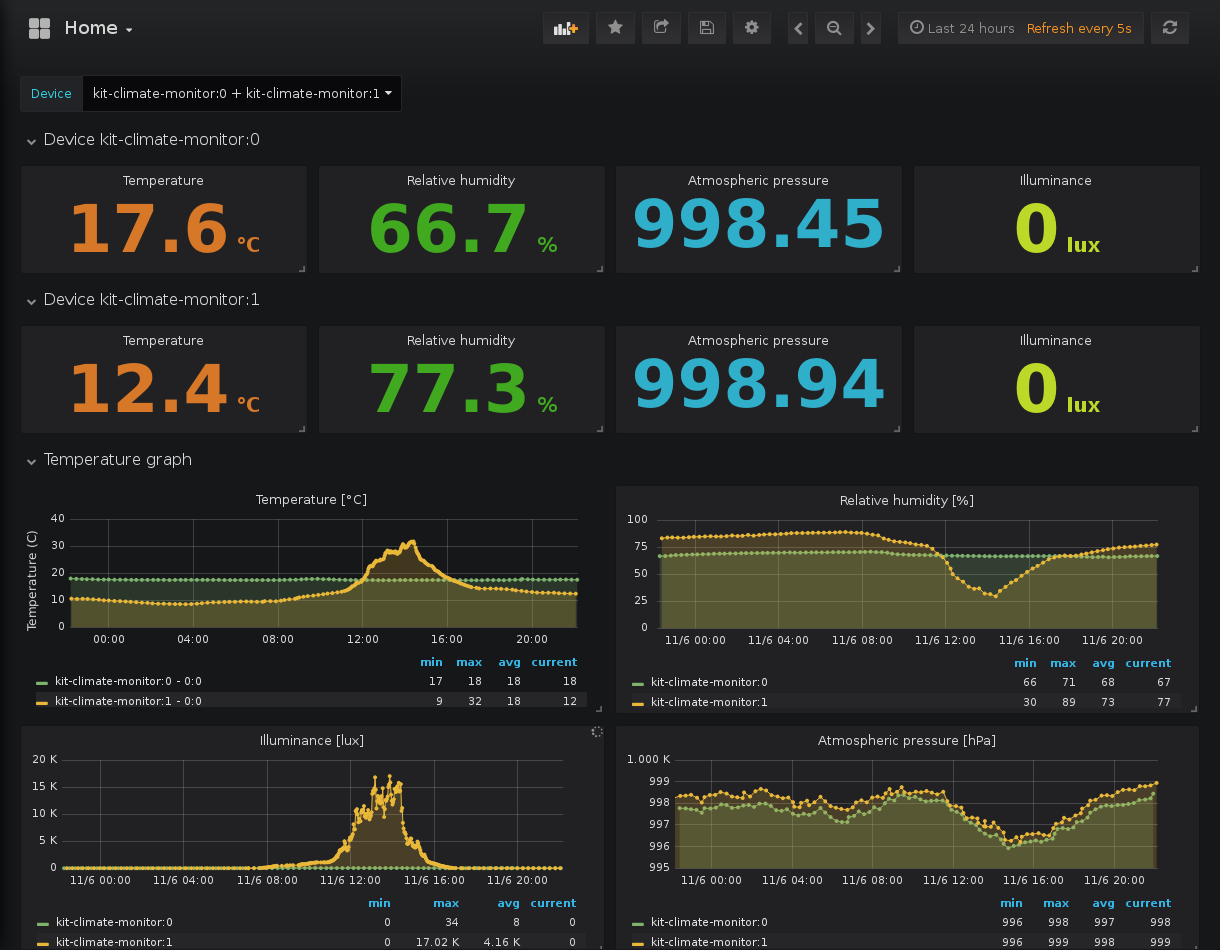 Home
Last 24 hours Refresh every 5s
Device kit-climate-monitor:0 + kit-climate-monitor:1
Device kit-climate-monitor:0
Temperature Relative humidity Atmospheric pressure Illuminance
17.6 °C 66.7 % 998.45 0 lux
Device kit-climate-monitor:1
Temperature Relative humidity Atmospheric pressure Illuminance
12.4 °C 77.3 % 998.94 0 lux
Temperature graph
Temperature [°C]
Temperature (C)
40
30
20
10
0
00:00 04:00 08:00 12:00 16:00 20:00
min max avg current
kit-climate-monitor:0 - 0:0 17 18 18 18
kit-climate-monitor:1 - 0:0 9 32 18 12
Relative humidity [%]
100
75
50
25
0
11/6 00:00 11/6 04:00 11/6 08:00 11/6 12:00 11/6 16:00 11/6 20:00
min max avg current
kit-climate-monitor:0 66 71 68 67
kit-climate-monitor:1 30 89 73 77
Illuminance [lux]
20 K
15 K
10 K
5 K
0
11/6 00:00 11/6 04:00 11/6 08:00 11/6 12:00 11/6 16:00 11/6 20:00
min max avg current
kit-climate-monitor:0 0 34 8 0
kit-climate-monitor:1 0 17.02 K 4.16 K 0
Atmospheric pressure [hPa]
1.000 K
999
998
997
996
995
11/6 00:00 11/6 04:00 11/6 08:00 11/6 12:00 11/6 16:00 11/6 20:00
min max avg current
kit-climate-monitor:0 996 998 997 998
kit-climate-monitor:1 996 999 998 999